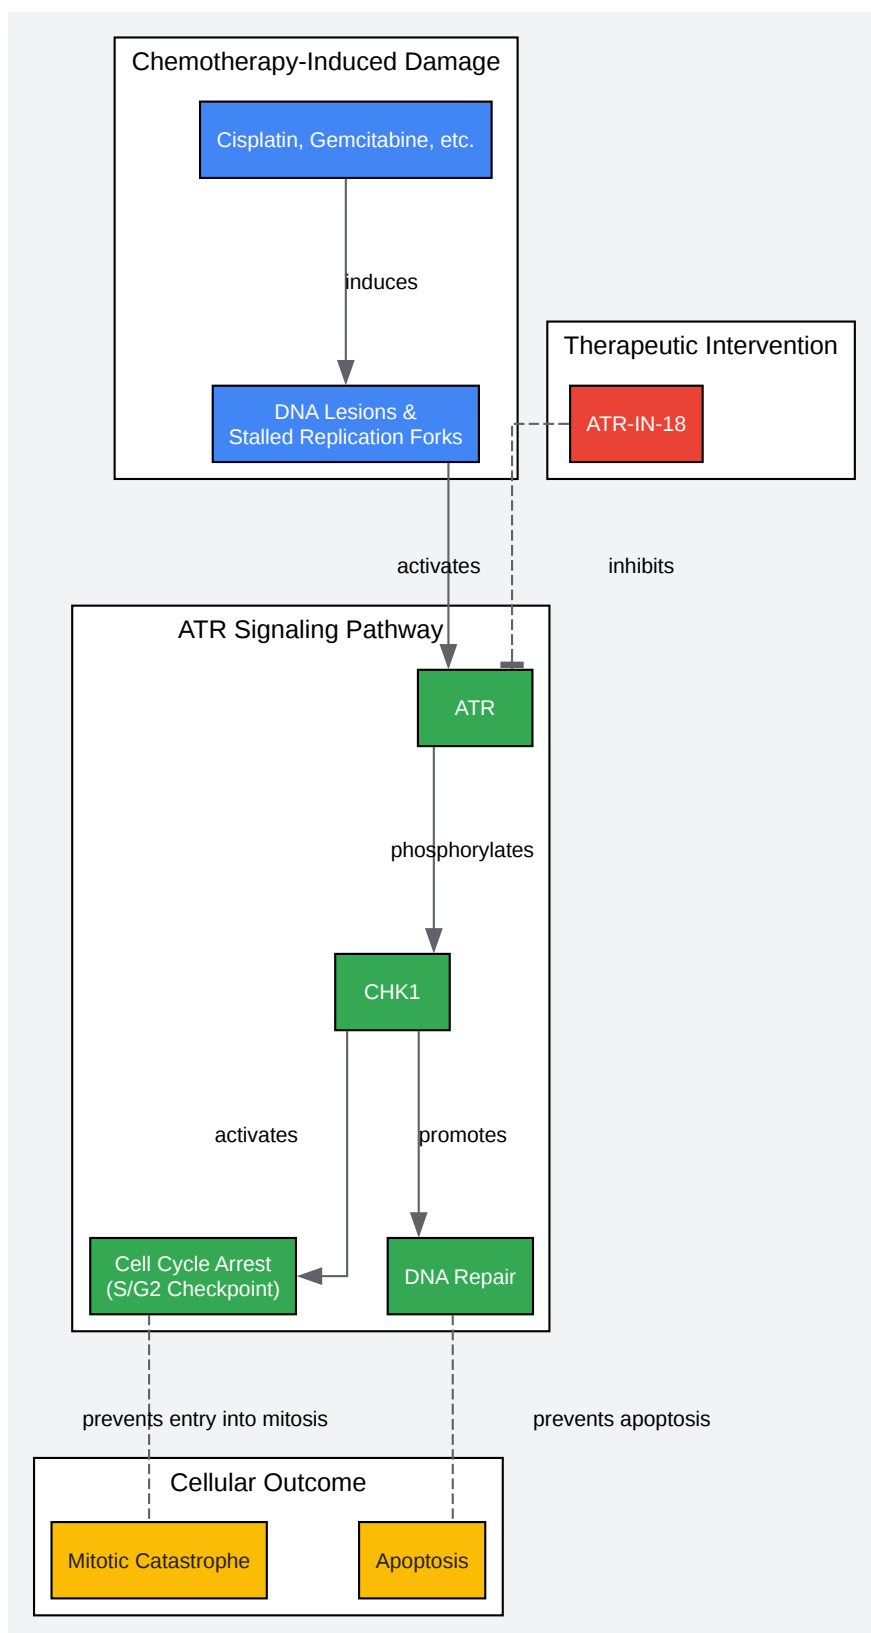 Chemotherapy-Induced Damage
Cisplatin, Gemcitabine, etc.
induces
Therapeutic Intervention
DNA Lesions &
Stalled Replication Forks
ATR-IN-18
activates
inhibits
ATR Signaling Pathway
ATR
phosphorylates
CHK1
activates
promotes
Cell Cycle Arrest
(S/G2 Checkpoint)
DNA Repair
prevents entry into mitosis
prevents apoptosis
Cellular Outcome
Mitotic Catastrophe
Apoptosis